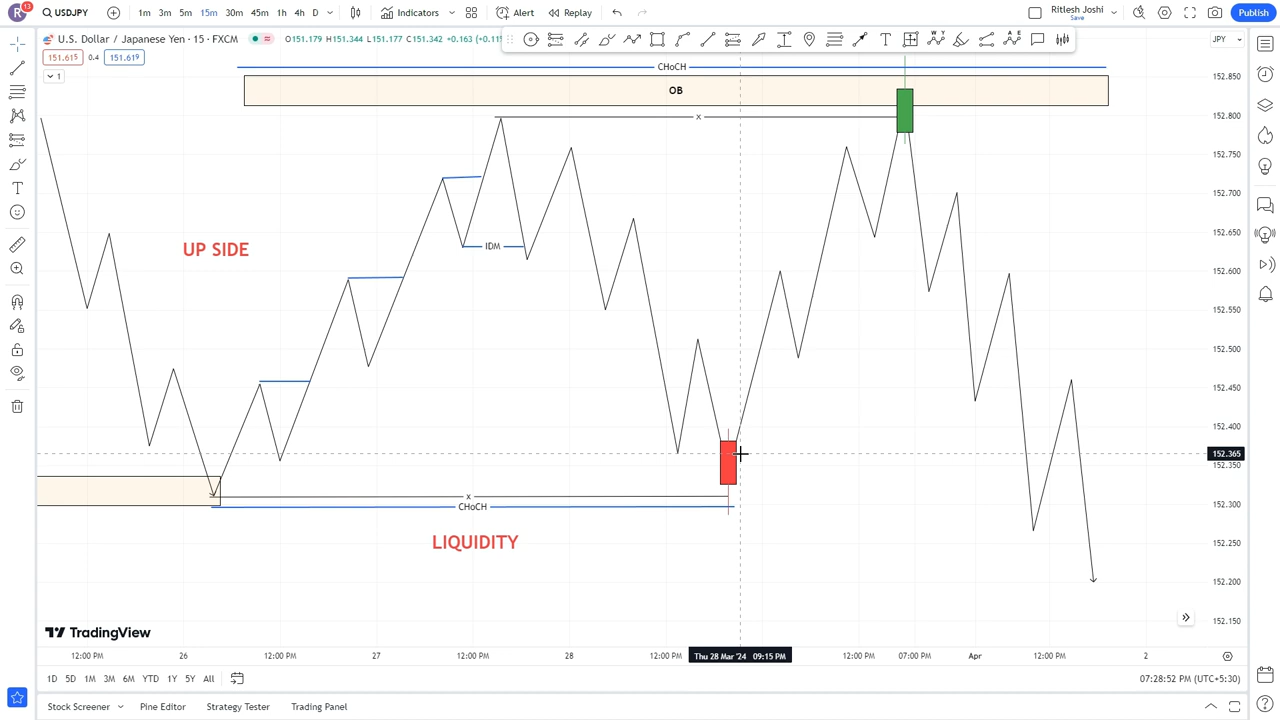 R 13 USDJPY 1m 3m 5m 15m 30m 45m 1h 4h D Indicators Alert Replay Ritlesh Joshi Save Publish
U.S. Dollar / Japanese Yen · 15 · FXCM O151.179 H151.344 L151.177 C151.342 +0.163 JPY
151.615 0.4 151.619
1
CHoCH
OB
x
UP SIDE
IDM
x
CHoCH
LIQUIDITY
TradingView
152.850
152.800
152.750
152.700
152.650
152.600
152.550
152.500
152.450
152.400
152.365
152.350
152.300
152.250
152.200
152.150
12:00 PM 26 12:00 PM 27 12:00 PM 28 12:00 PM Thu 28 Mar '24 09:15 PM 12:00 PM 07:00 PM Apr 12:00 PM 2
1D 5D 1M 3M 6M YTD 1Y 5Y All 07:28:52 PM (UTC+5:30)
Stock Screener Pine Editor Strategy Tester Trading Panel